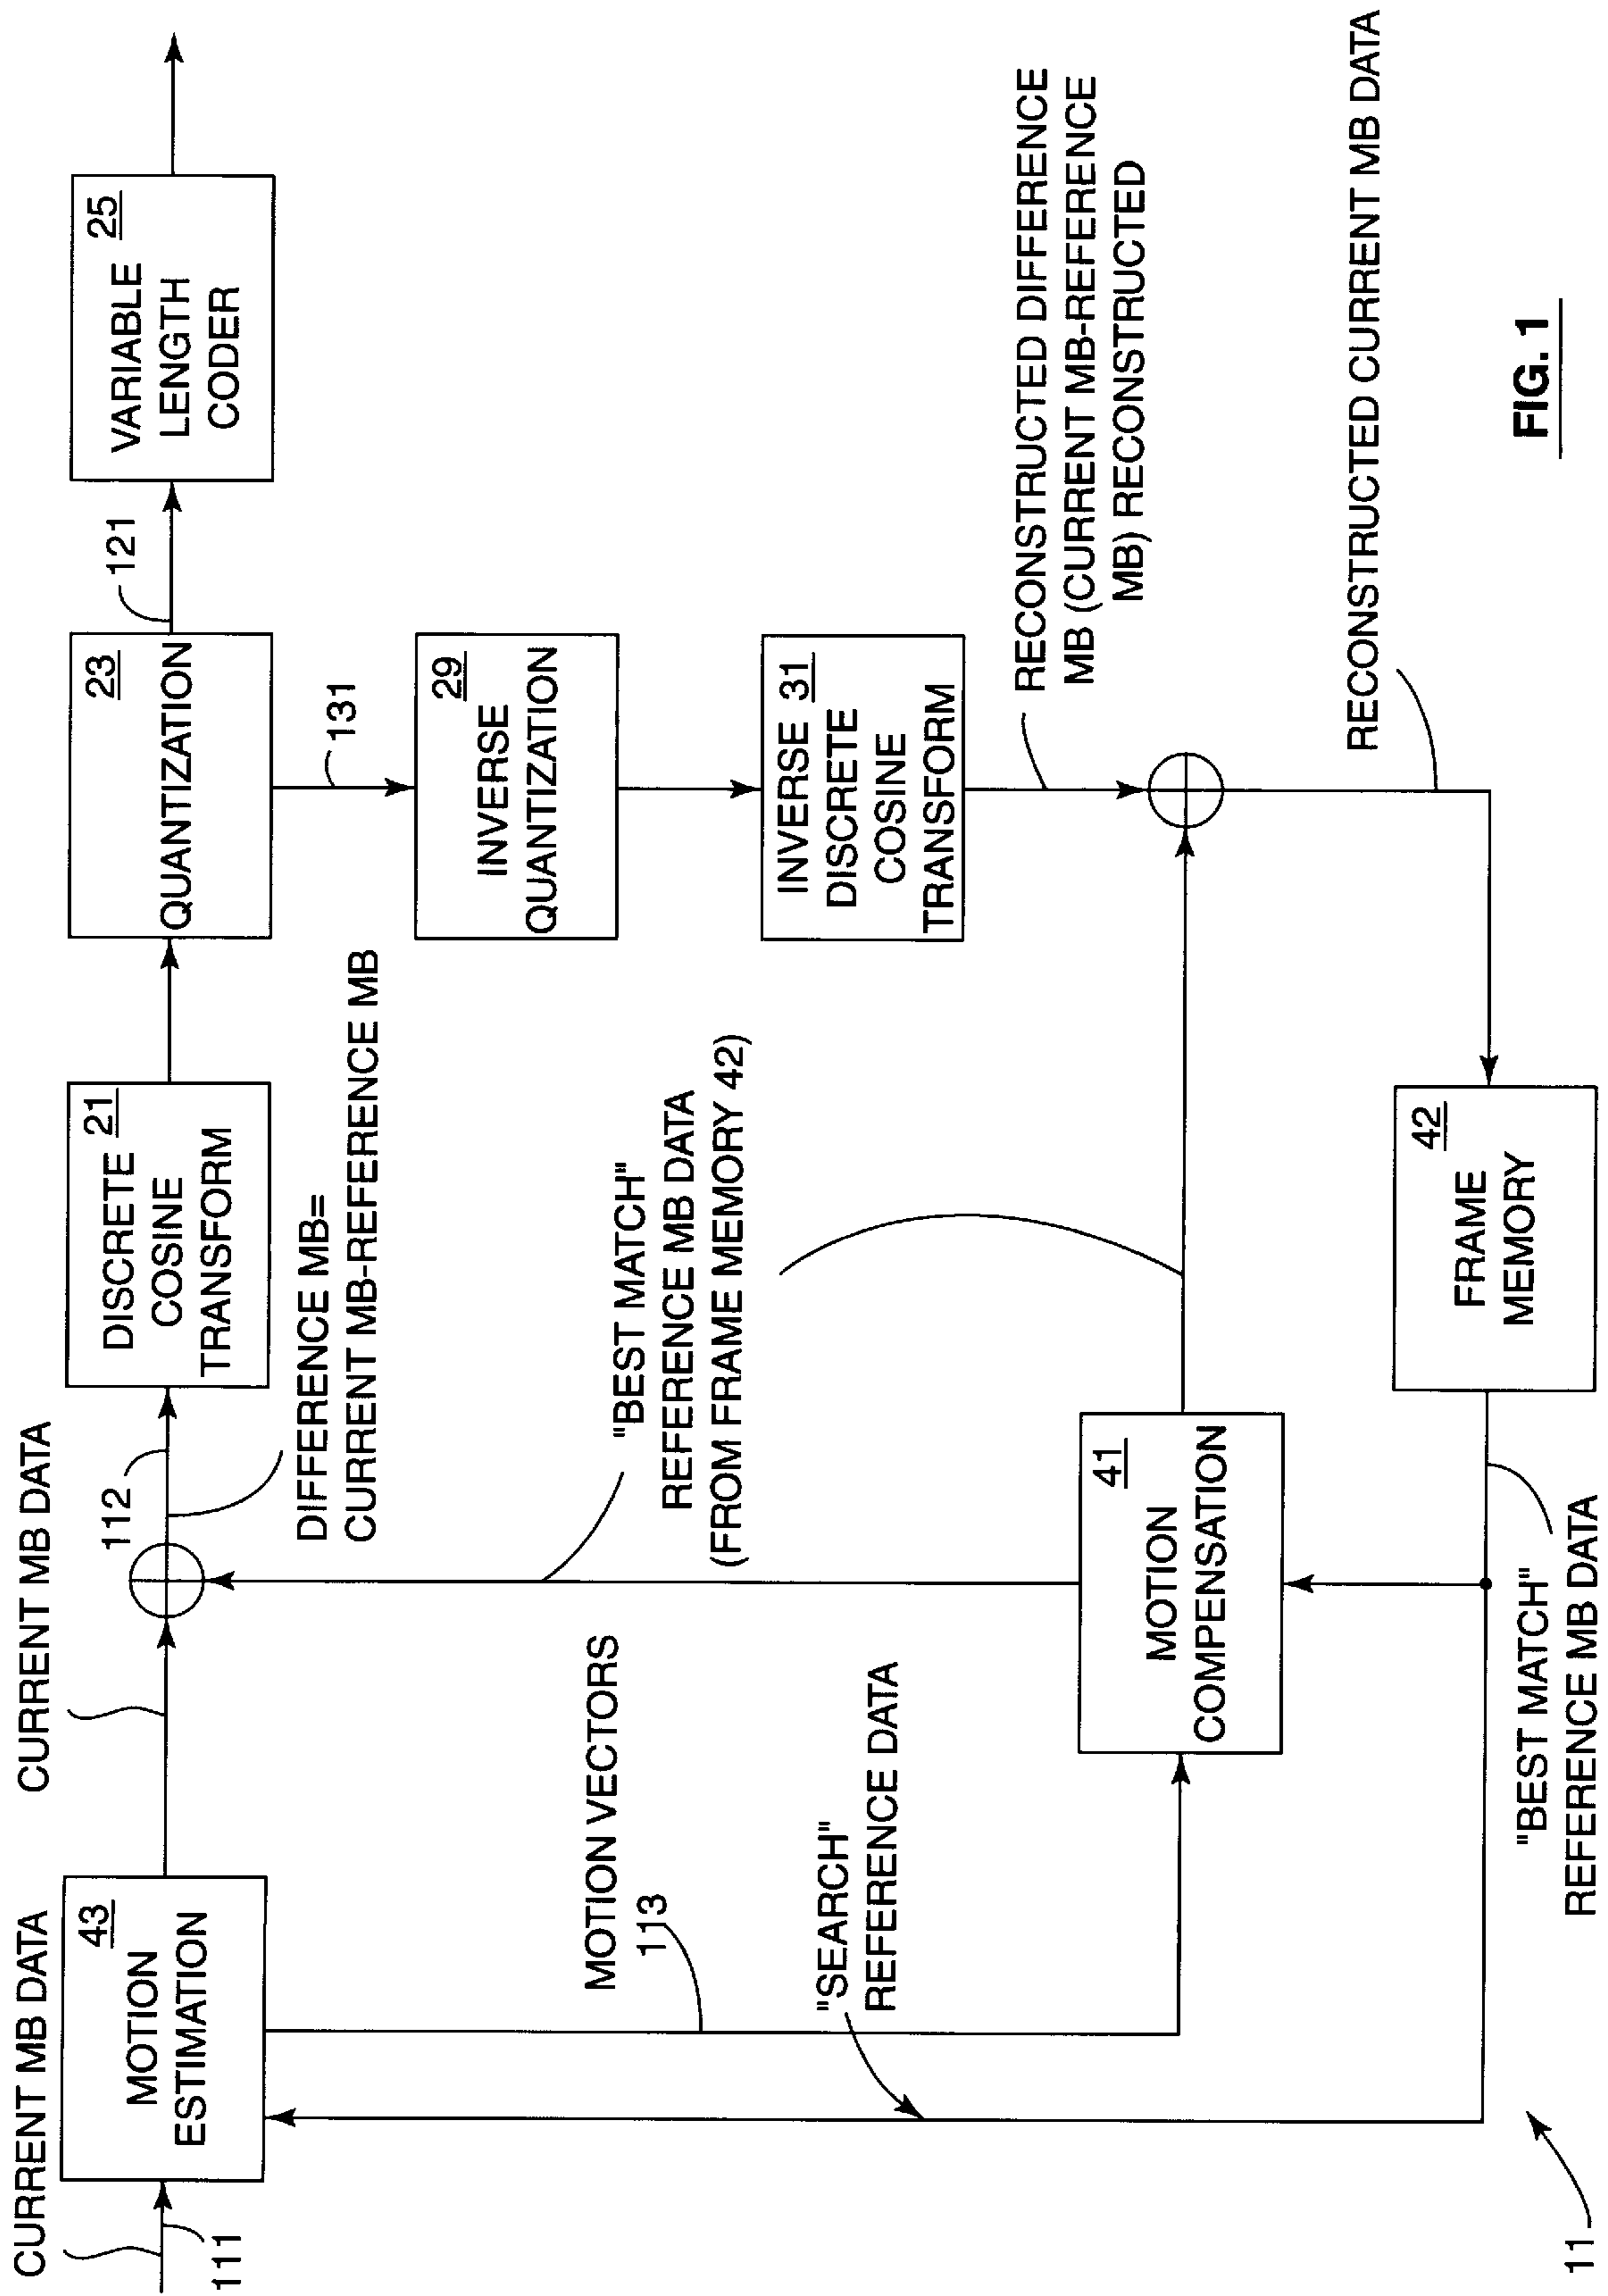 CURRENT MB DATA
111
43
MOTION
ESTIMATION
CURRENT MB DATA
112
DIFFERENCE MB=
CURRENT MB-REFERENCE MB
21
DISCRETE
COSINE
TRANSFORM
23
QUANTIZATION
121
25
VARIABLE
LENGTH
CODER
131
29
INVERSE
QUANTIZATION
INVERSE 31
DISCRETE
COSINE
TRANSFORM
MOTION VECTORS
113
"SEARCH"
REFERENCE DATA
"BEST MATCH"
REFERENCE MB DATA
(FROM FRAME MEMORY 42)
41
MOTION
COMPENSATION
RECONSTRUCTED DIFFERENCE
MB (CURRENT MB-REFERENCE
MB) RECONSTRUCTED
RECONSTRUCTED CURRENT MB DATA
42
FRAME
MEMORY
"BEST MATCH"
REFERENCE MB DATA
11
FIG. 1